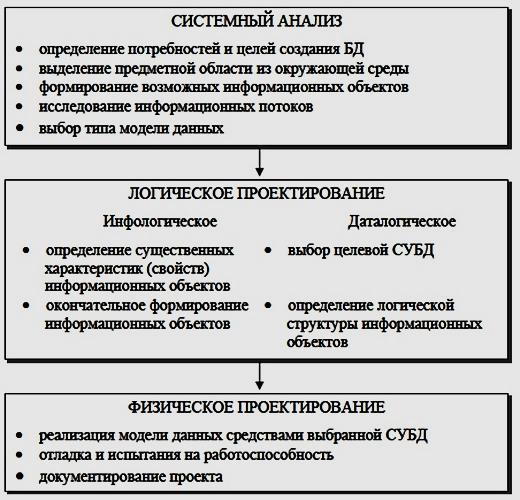 СИСТЕМНЫЙ АНАЛИЗ
• определение потребностей и целей создания БД
• выделение предметной области из окружающей среды
• формирование возможных информационных объектов
• исследование информационных потоков
• выбор типа модели данных
ЛОГИЧЕСКОЕ ПРОЕКТИРОВАНИЕ
Инфологическое
• определение существенных
характеристик (свойств)
информационных объектов
• окончательное формирование
информационных объектов
Даталогическое
• выбор целевой СУБД
• определение логической
структуры информационных
объектов
ФИЗИЧЕСКОЕ ПРОЕКТИРОВАНИЕ
• реализация модели данных средствами выбранной СУБД
• отладка и испытания на работоспособность
• документирование проекта